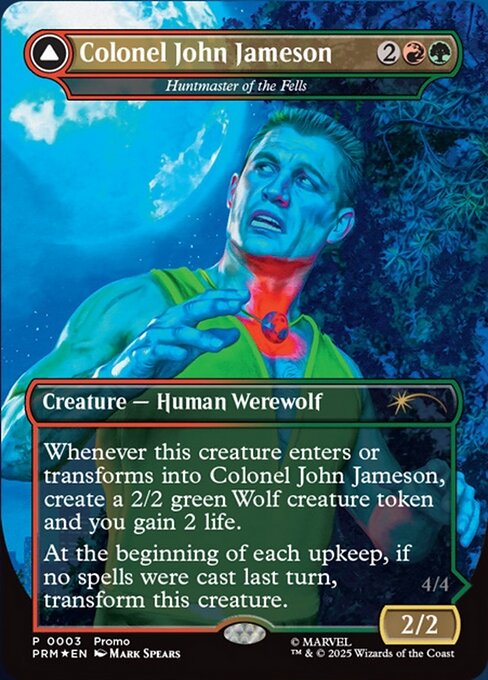 Colonel John Jameson 2
Huntmaster of the Fells
Creature — Human Werewolf
Whenever this creature enters or
transforms into Colonel John Jameson,
create a 2/2 green Wolf creature token
and you gain 2 life.
At the beginning of each upkeep, if
no spells were cast last turn,
transform this creature.
4/4
2/2
P 0003 Promo
PRM★EN Mark Spears
© MARVEL
™ & © 2025 Wizards of the Coast